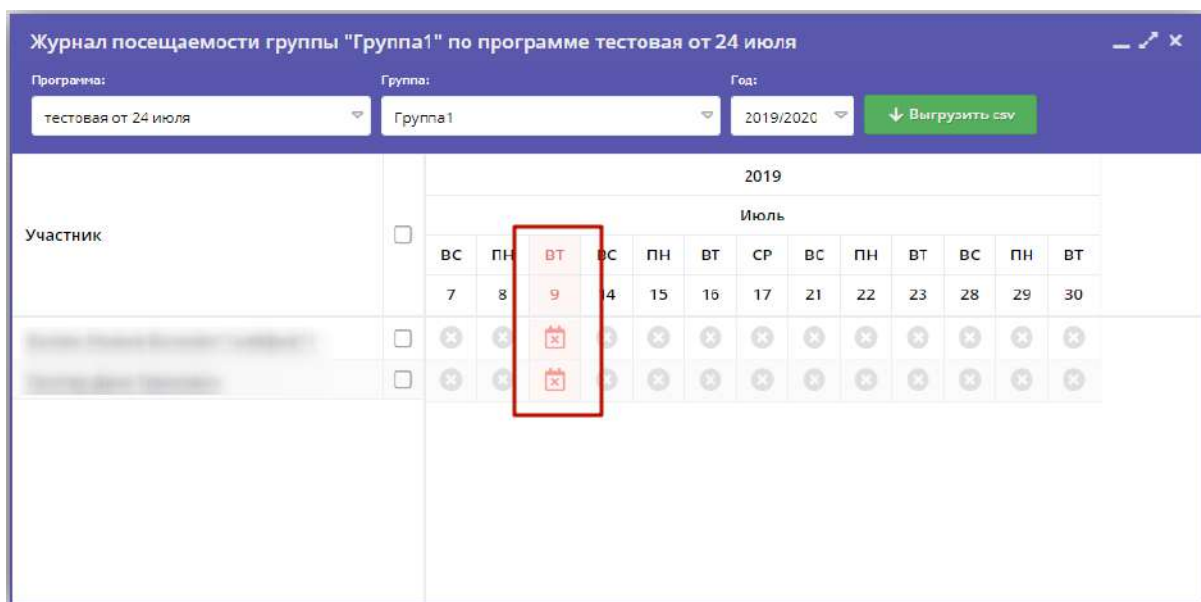 Журнал посещаемости группы "Группа1" по программе тестовая от 24 июля
Программа: Группа: Год:
тестовая от 24 июля Группа1 2019/2020 Выгрузить csv
2019
Июль
Участник
ВС ПН ВТ ВС ПН ВТ СР ВС ПН ВТ ВС ПН ВТ
7 8 9 14 15 16 17 21 22 23 28 29 30